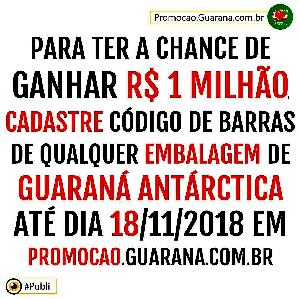 Promocao.Guarana.com.br
PARA TER A CHANCE DE
GANHAR R$ 1 MILHÃO,
CADASTRE CÓDIGO DE BARRAS
DE QUALQUER EMBALAGEM DE
GUARANÁ ANTÁRCTICA
ATÉ DIA 18/11/2018 EM
PROMOCAO.GUARANA.COM.BR
#Publi